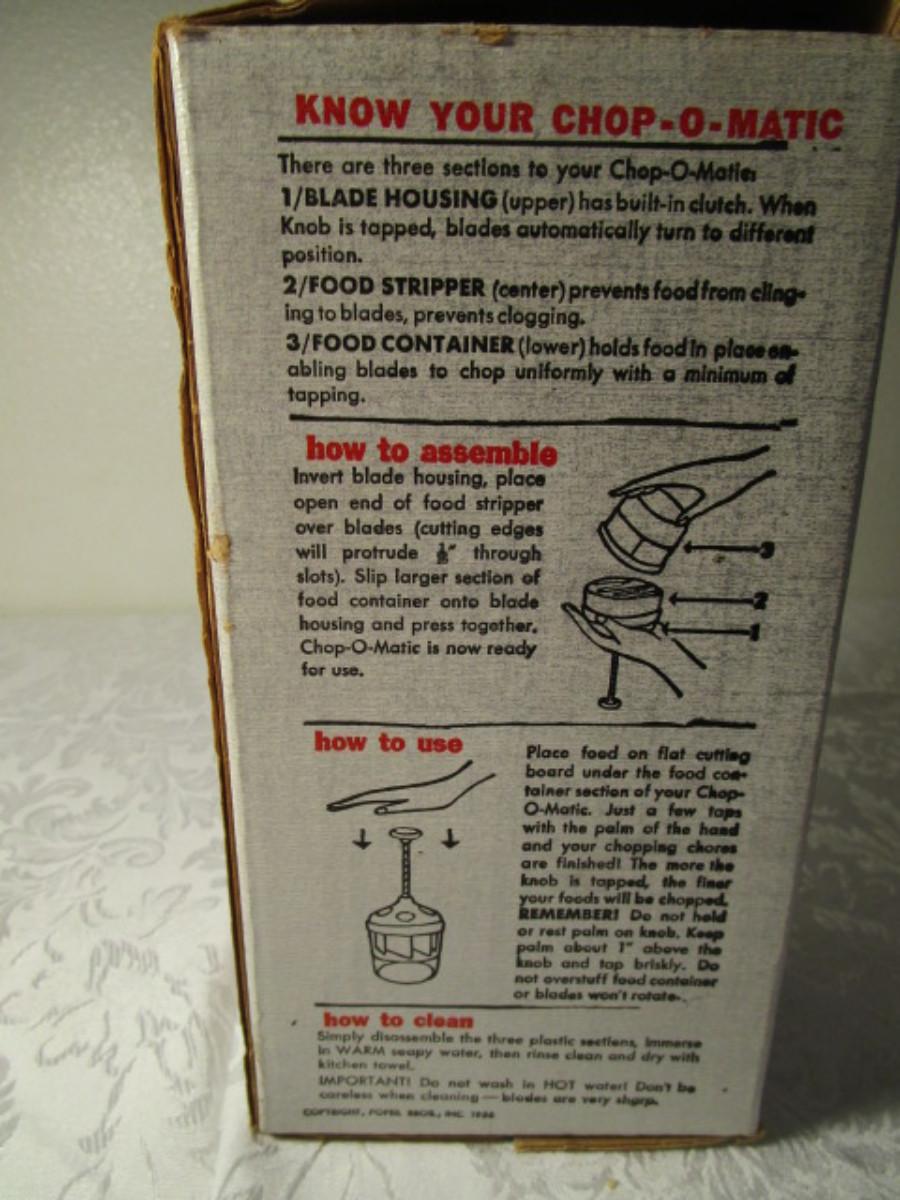 KNOW YOUR CHOP-O-MATIC
There are three sections to your Chop-O-Matic:
1/BLADE HOUSING (upper) has built-in clutch. When
Knob is tapped, blades automatically turn to different
position.
2/FOOD STRIPPER (center) prevents food from cling-
ing to blades, prevents clogging.
3/FOOD CONTAINER (lower) holds food in place en-
abling blades to chop uniformly with a minimum of
tapping.
how to assemble
Invert blade housing, place
open end of food stripper
over blades (cutting edges
will protrude ⅛" through
slots). Slip larger section of
food container onto blade
housing and press together.
Chop-O-Matic is now ready
for use.
3
2
1
how to use
Place food on flat cutting
board under the food con-
tainer section of your Chop-
O-Matic. Just a few taps
with the palm of the hand
and your chopping chores
are finished! The more the
knob is tapped, the finer
your foods will be chopped.
REMEMBER! Do not hold
or rest palm on knob. Keep
palm about 1" above the
knob and tap briskly. Do
not overstuff food container
or blades won't rotate.
how to clean
Simply disassemble the three plastic sections, immerse
in WARM soapy water, then rinse clean and dry with
kitchen towel.
IMPORTANT! Do not wash in HOT water! Don't be
careless when cleaning — blades are very sharp.
COPYRIGHT, POPEIL BROS., INC.